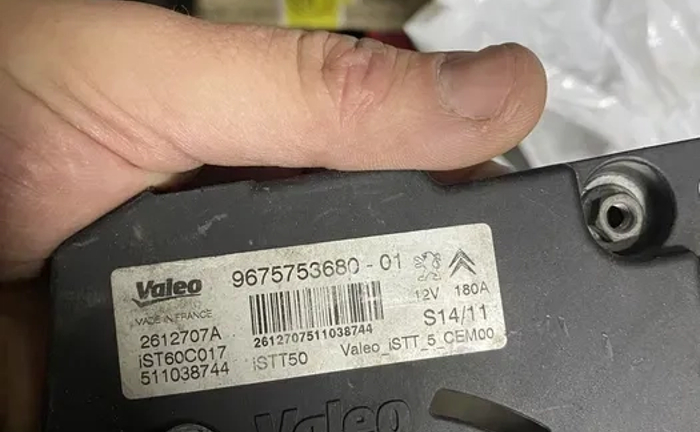 Valeo 9675753680 - 01
MADE IN FRANCE 12V 180A
2612707A 2612707511038744 S14/11
iST60C017 iSTT50 Valeo_iSTT_5_CEM00
511038744
Valeo